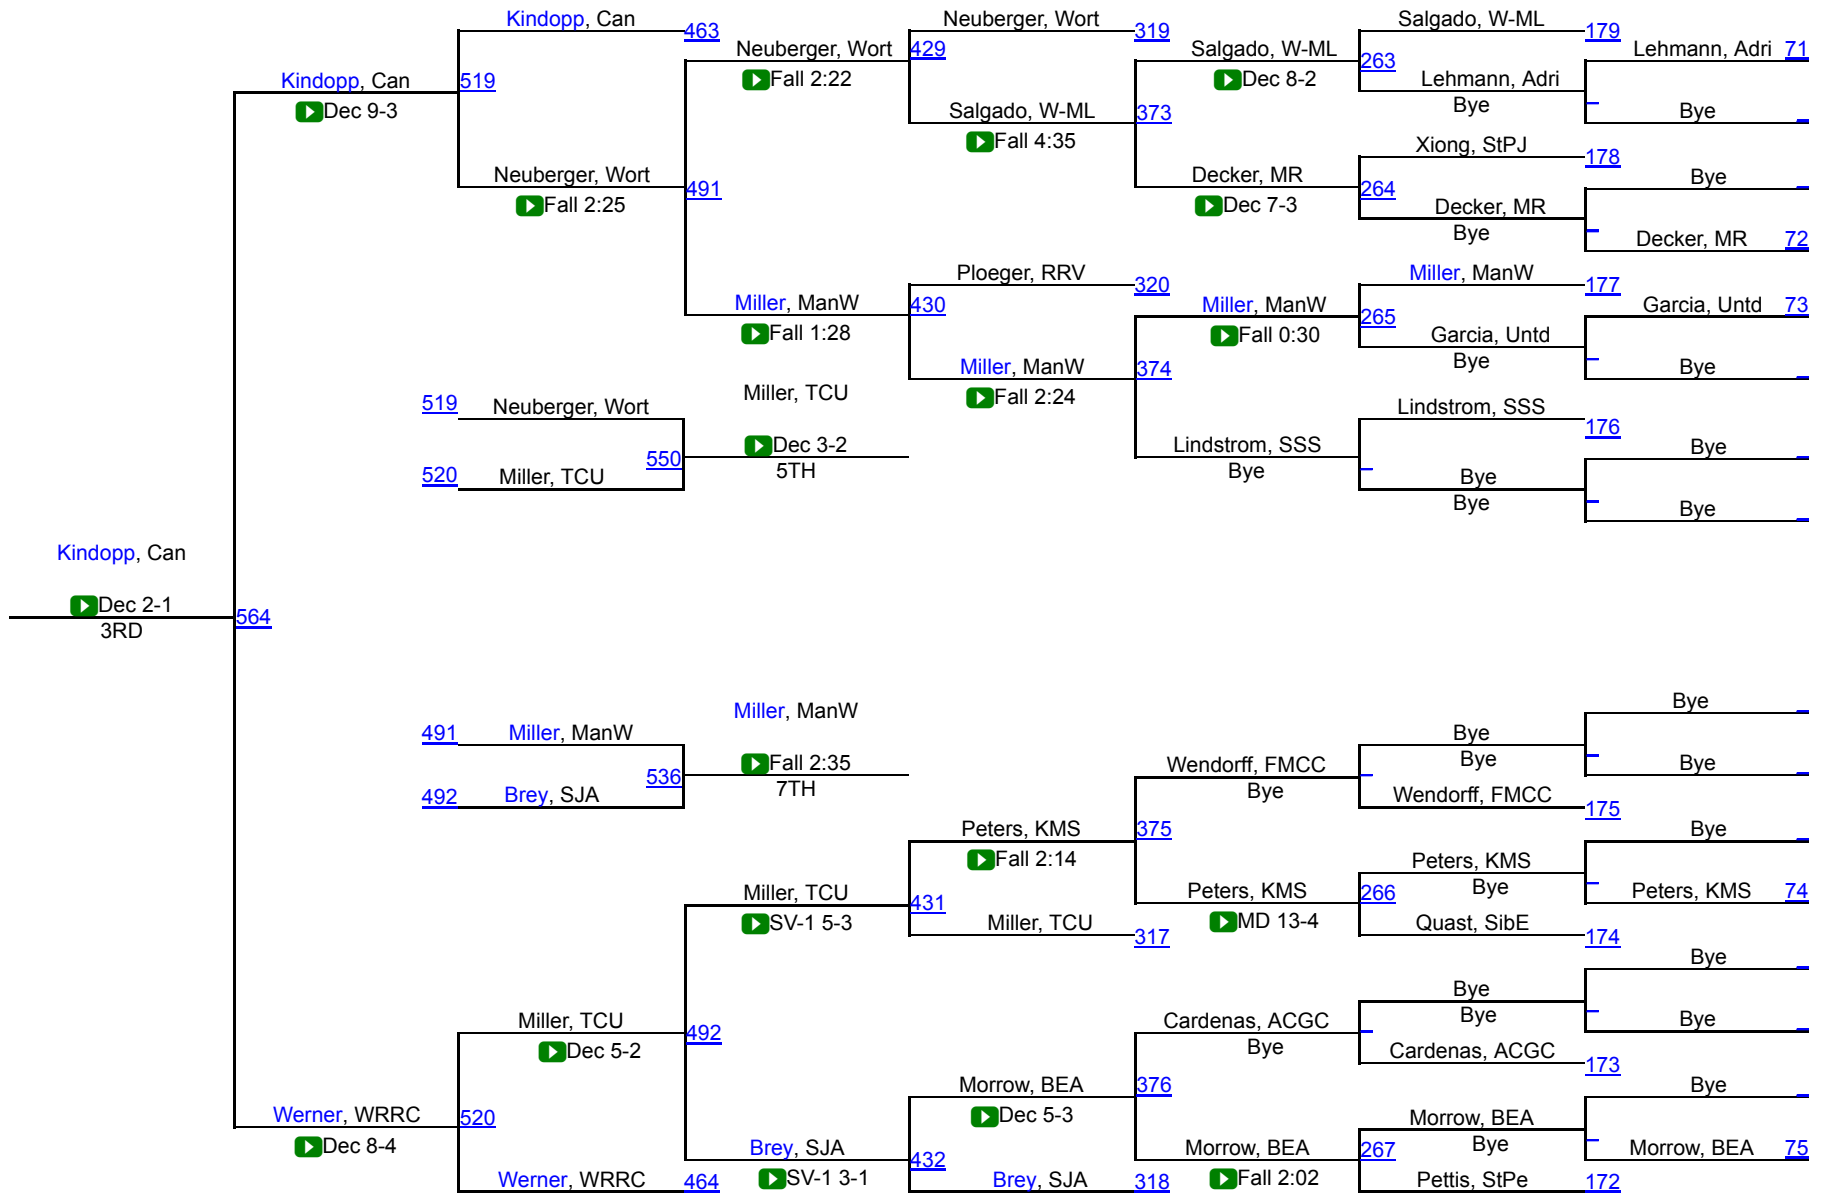 Kindopp, Can
463
Neuberger, Wort
319
Salgado, W-ML
179
Neuberger, Wort
429
Fall 2:22
Salgado, W-ML
263
Dec 8-2
Lehmann, Adri 71
Kindopp, Can
519
Dec 9-3
Lehmann, Adri
Bye
Bye
Salgado, W-ML
373
Fall 4:35
Xiong, StPJ
178
Neuberger, Wort
491
Fall 2:25
Decker, MR
264
Dec 7-3
Bye
Decker, MR
Bye
Decker, MR 72
Ploeger, RRV
320
Miller, ManW
177
Miller, ManW
430
Fall 1:28
Miller, ManW
265
Fall 0:30
Garcia, Untd 73
Garcia, Untd
Bye
Bye
Miller, ManW
374
Fall 2:24
Miller, TCU
519 Neuberger, Wort
Lindstrom, SSS
176
Dec 3-2
550
5TH
Lindstrom, SSS
Bye
Bye
520 Miller, TCU
Bye
Bye
Bye
Kindopp, Can
Dec 2-1
564
3RD
Bye
491 Miller, ManW
Miller, ManW
Fall 2:35
536
7TH
Bye
Bye
Bye
Wendorff, FMCC
Bye
492 Brey, SJA
Wendorff, FMCC
175
Peters, KMS
375
Fall 2:14
Bye
Peters, KMS
Bye
Miller, TCU
431
SV-1 5-3
Peters, KMS
266
MD 13-4
Peters, KMS 74
Miller, TCU
317
Quast, SibE
174
Bye
Bye
Bye
Miller, TCU
492
Dec 5-2
Cardenas, ACGC
Bye
Bye
Cardenas, ACGC
173
Morrow, BEA
376
Dec 5-3
Bye
Werner, WRRC
520
Dec 8-4
Morrow, BEA
Bye
Brey, SJA
432
SV-1 3-1
Morrow, BEA
267
Fall 2:02
Morrow, BEA 75
Werner, WRRC
464
Brey, SJA
318
Pettis, StPe
172